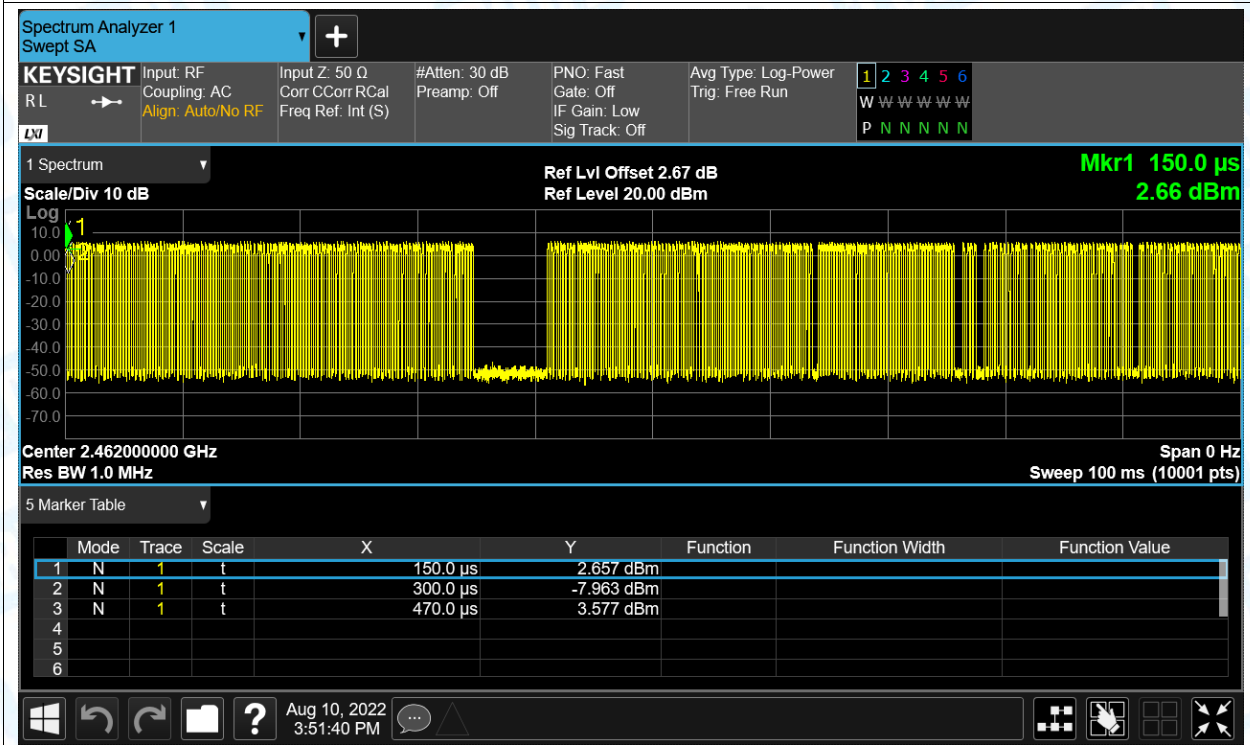 Spectrum Analyzer 1
Swept SA
+
KEYSIGHT Input: RF Input Z: 50 Ω #Atten: 30 dB PNO: Fast Avg Type: Log-Power 1 2 3 4 5 6
R L Coupling: AC Corr CCorr RCal Preamp: Off Gate: Off Trig: Free Run W W W W W W
Align: Auto/No RF Freq Ref: Int (S) IF Gain: Low
LXI Sig Track: Off P N N N N N
1 Spectrum Ref Lvl Offset 2.67 dB Mkr1 150.0 µs
Scale/Div 10 dB Ref Level 20.00 dBm 2.66 dBm
Log
1
10.0
2
0.00
-10.0
-20.0
-30.0
-40.0
-50.0
-60.0
-70.0
Center 2.462000000 GHz Span 0 Hz
Res BW 1.0 MHz Sweep 100 ms (10001 pts)
5 Marker Table
Mode Trace Scale X Y Function Function Width Function Value
1 N 1 t 150.0 µs 2.657 dBm
2 N 1 t 300.0 µs -7.963 dBm
3 N 1 t 470.0 µs 3.577 dBm
4
5
6
? Aug 10, 2022
3:51:40 PM